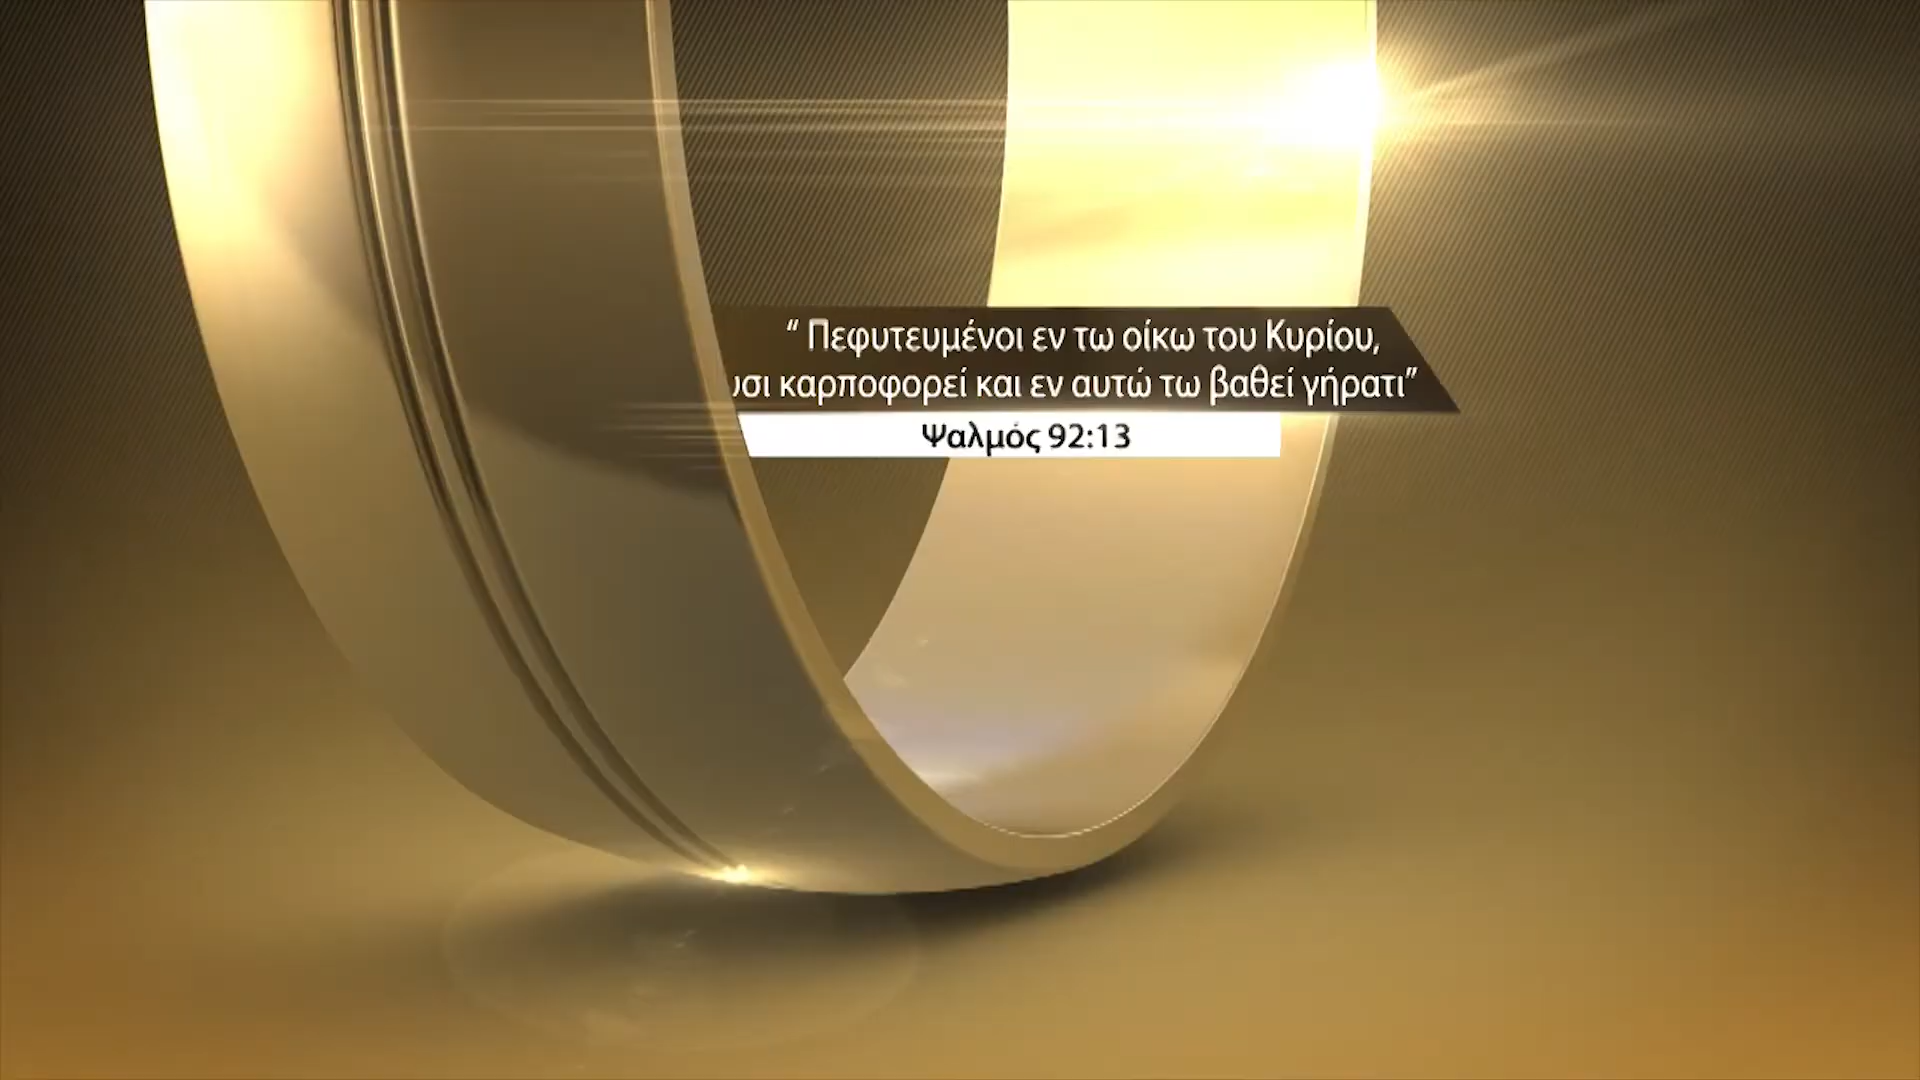 “ Πεφυτευμένοι εν τω οίκω του Κυρίου,
καρποφορεί και εν αυτώ τω βαθεί γήρατι”
Ψαλμός 92:13